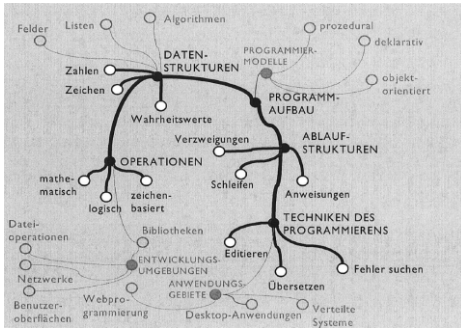 Algorithmen
Listen
Felder
DATEN-
STRUKTUREN
Zahlen
Zeichen
Wahrheitswerte
prozedural
PROGRAMMIER-
MODELLE
deklarativ
objekt-
orientiert
PROGRAMM-
AUFBAU
Verzweigungen
ABLAUF-
STRUKTUREN
Schleifen
Anweisungen
OPERATIONEN
mathe-
matisch
logisch
zeichen-
basiert
TECHNIKEN DES
PROGRAMMIERENS
Editieren
Übersetzen
Fehler suchen
Bibliotheken
Datei-
operationen
ENTWICKLUNGS-
UMGEBUNGEN
Netzwerke
Benutzer-
oberflächen
Webpro-
grammierung
ANWENDUNGS-
GEBIETE
Desktop-Anwendungen
Verteilte
Systeme